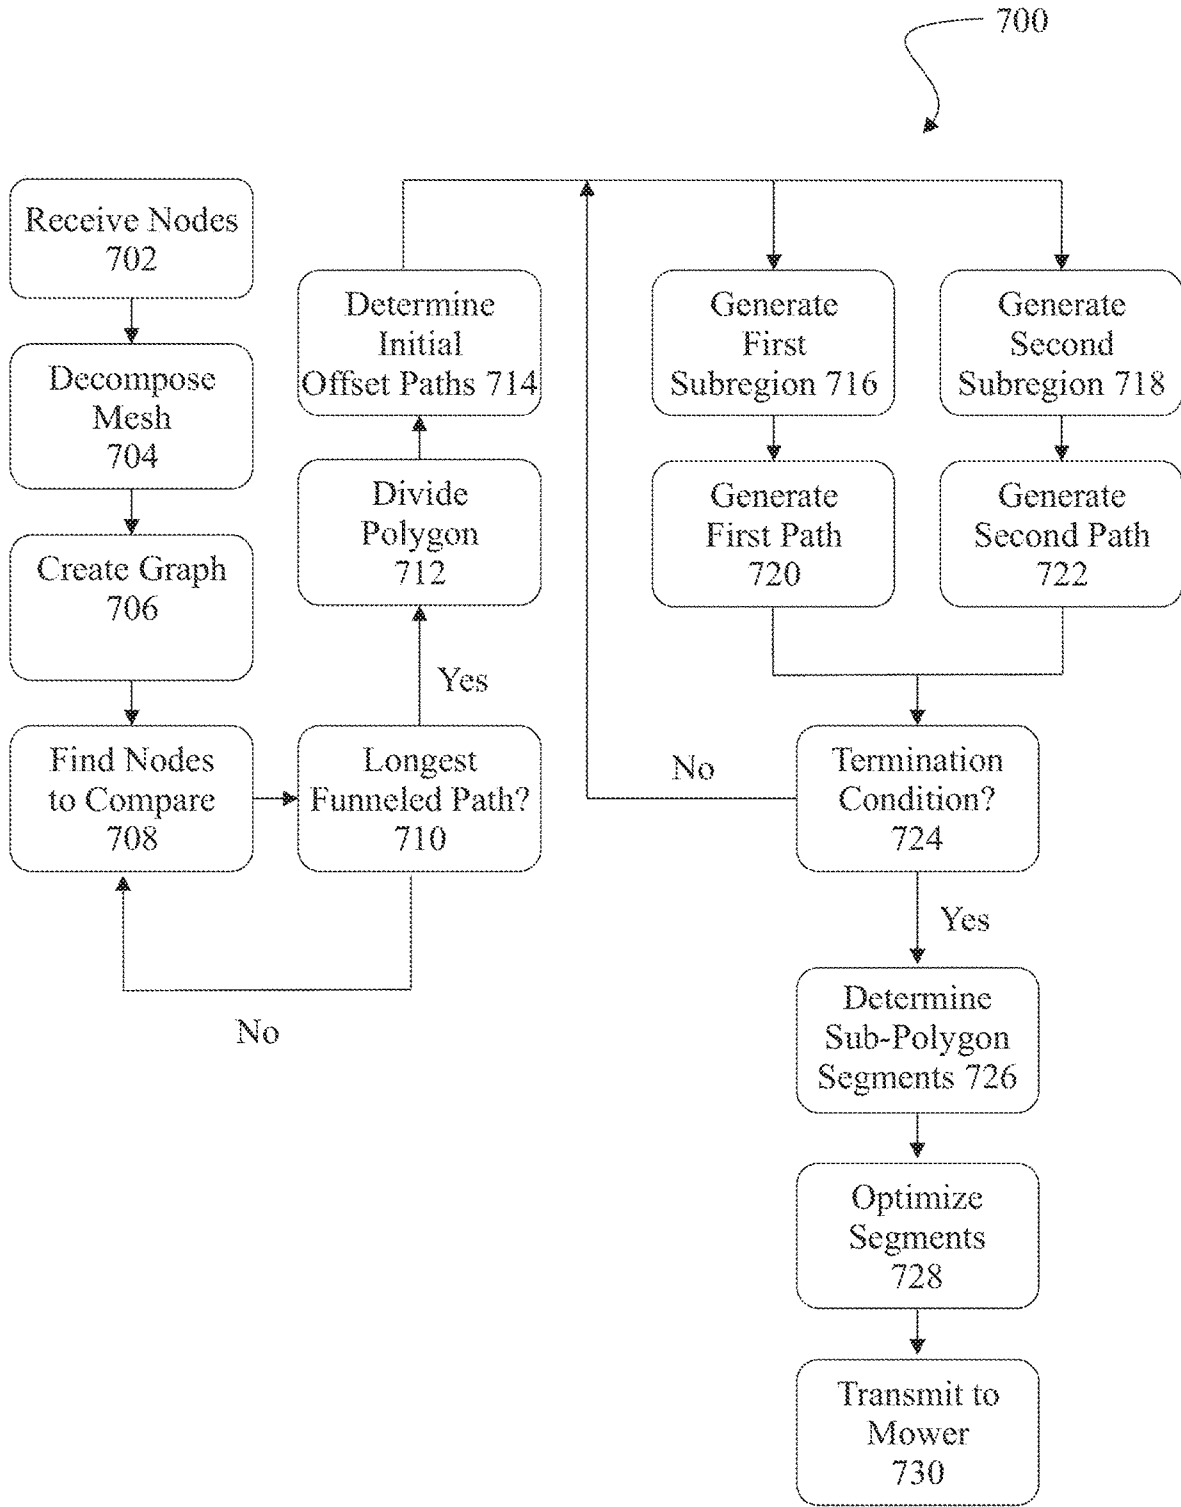 700
Receive Nodes
702
Decompose
Mesh
704
Create Graph
706
Find Nodes
to Compare
708
Longest
Funneled Path?
710
No
Yes
Divide
Polygon
712
Determine
Initial
Offset Paths 714
Generate
First
Subregion 716
Generate
Second
Subregion 718
Generate
First Path
720
Generate
Second Path
722
Termination
Condition?
724
No
Yes
Determine
Sub-Polygon
Segments 726
Optimize
Segments
728
Transmit to
Mower
730